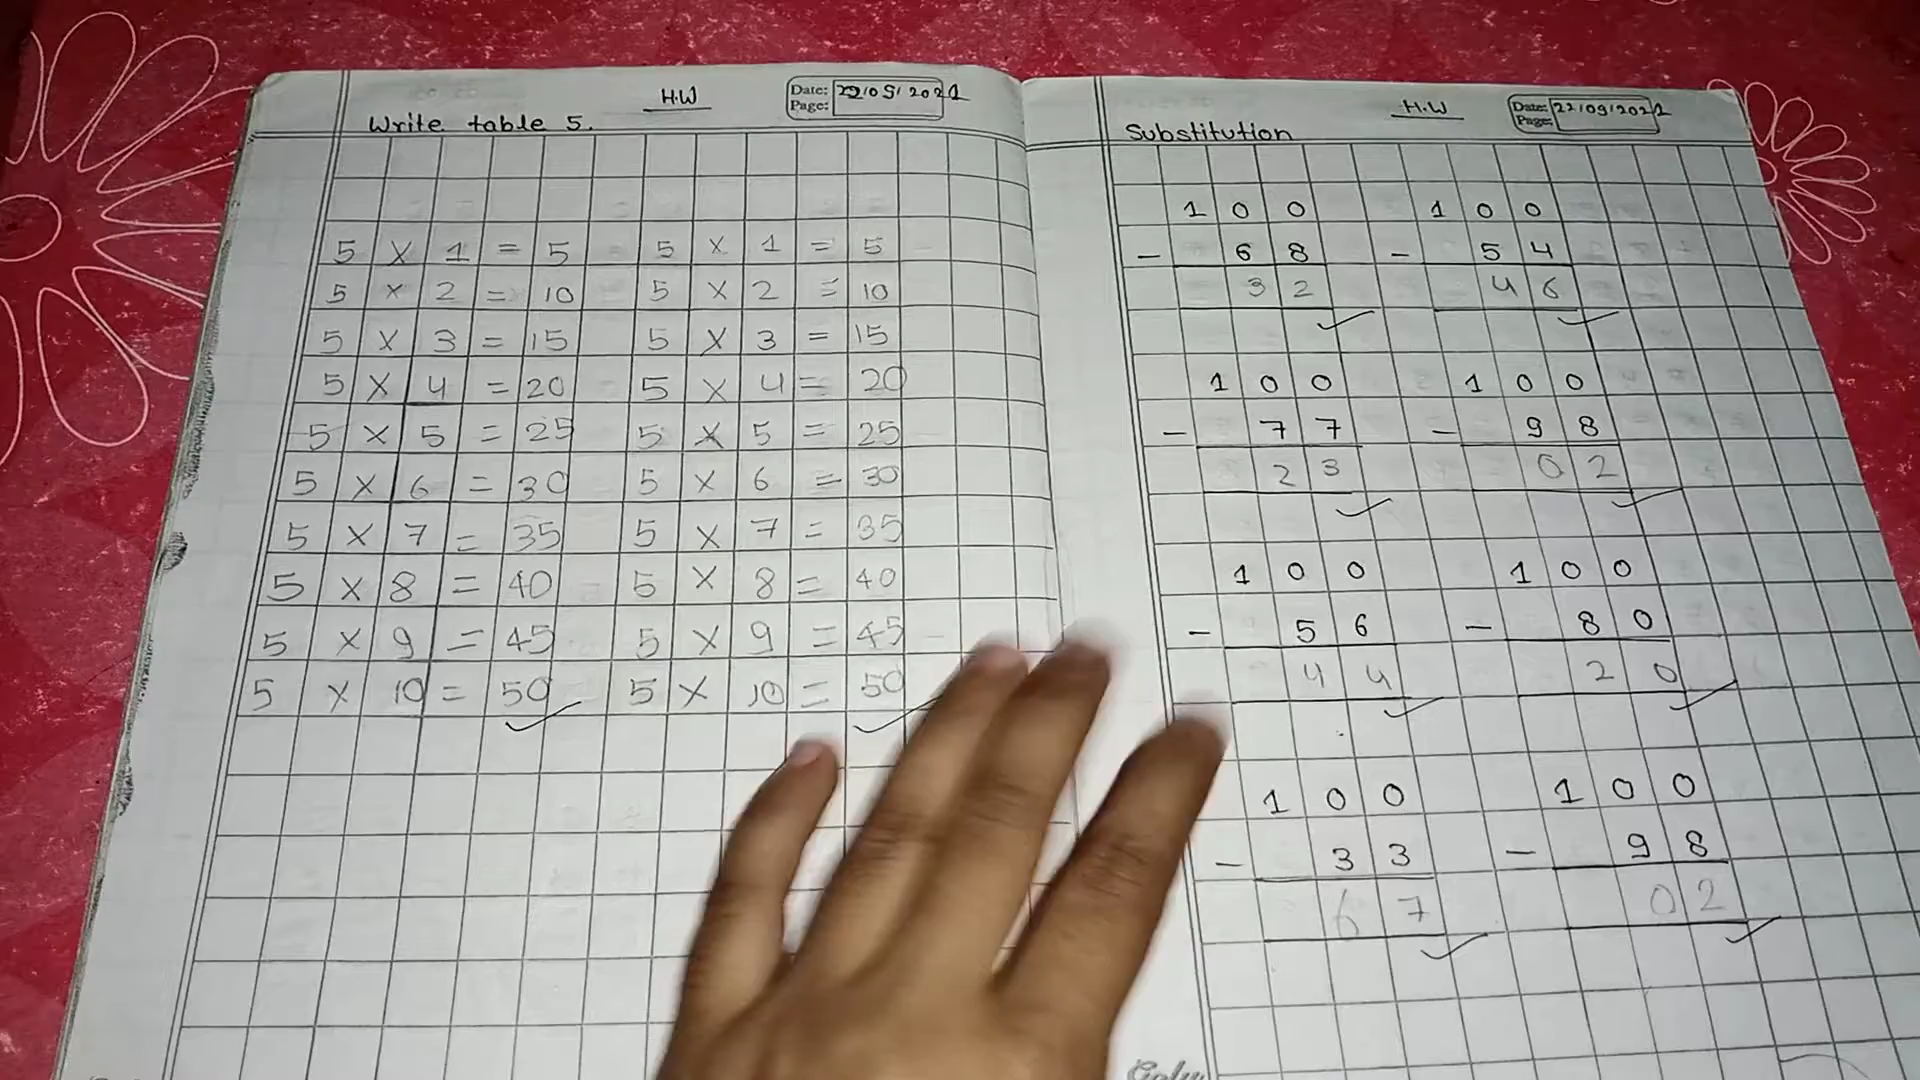 H.W
Date: 22/09/2021
Page:
Write table 5.
5 × 1 = 5 5 × 1 = 5
5 × 2 = 10 5 × 2 = 10
5 × 3 = 15 5 × 3 = 15
5 × 4 = 20 5 × 4 = 20
5 × 5 = 25 5 × 5 = 25
5 × 6 = 30 5 × 6 = 30
5 × 7 = 35 5 × 7 = 35
5 × 8 = 40 5 × 8 = 40
5 × 9 = 45 5 × 9 = 45
5 × 10 = 50 5 × 10 = 50
H.W
Date: 22/09/2021
Page:
Substitution
1 0 0 1 0 0
- 6 8 - 5 4
3 2 4 6
1 0 0 1 0 0
- 7 7 - 9 8
2 3 0 2
1 0 0 1 0 0
- 5 6 - 8 0
4 4 2 0
1 0 0 1 0 0
- 3 3 - 9 8
6 7 0 2